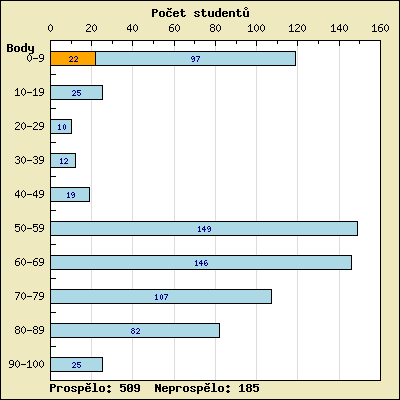 Počet studentů
0 20 40 60 80 100 120 140 160
Body
0-9 22 97
10-19 25
20-29 10
30-39 12
40-49 19
50-59 149
60-69 146
70-79 107
80-89 82
90-100 25
Prospělo: 509 Neprospělo: 185